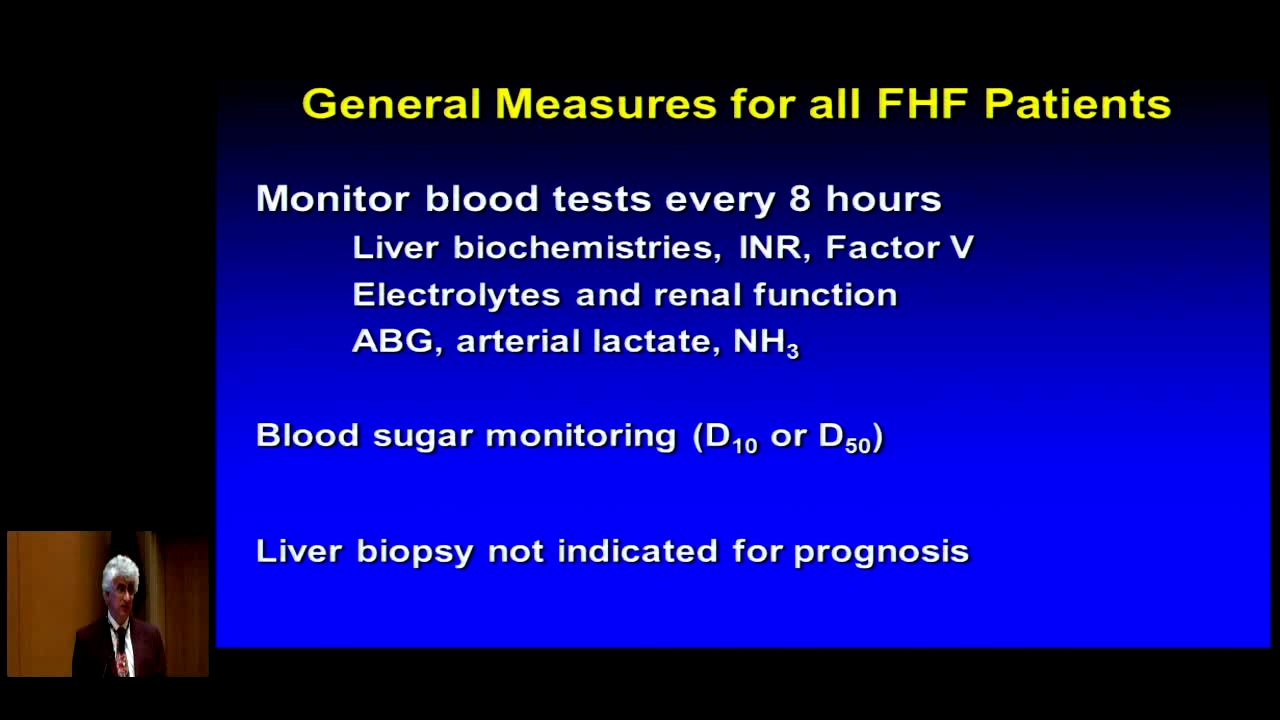 General Measures for all FHF Patients
Monitor blood tests every 8 hours
Liver biochemistries, INR, Factor V
Electrolytes and renal function
ABG, arterial lactate, NH₃
Blood sugar monitoring (D₁₀ or D₅₀)
Liver biopsy not indicated for prognosis